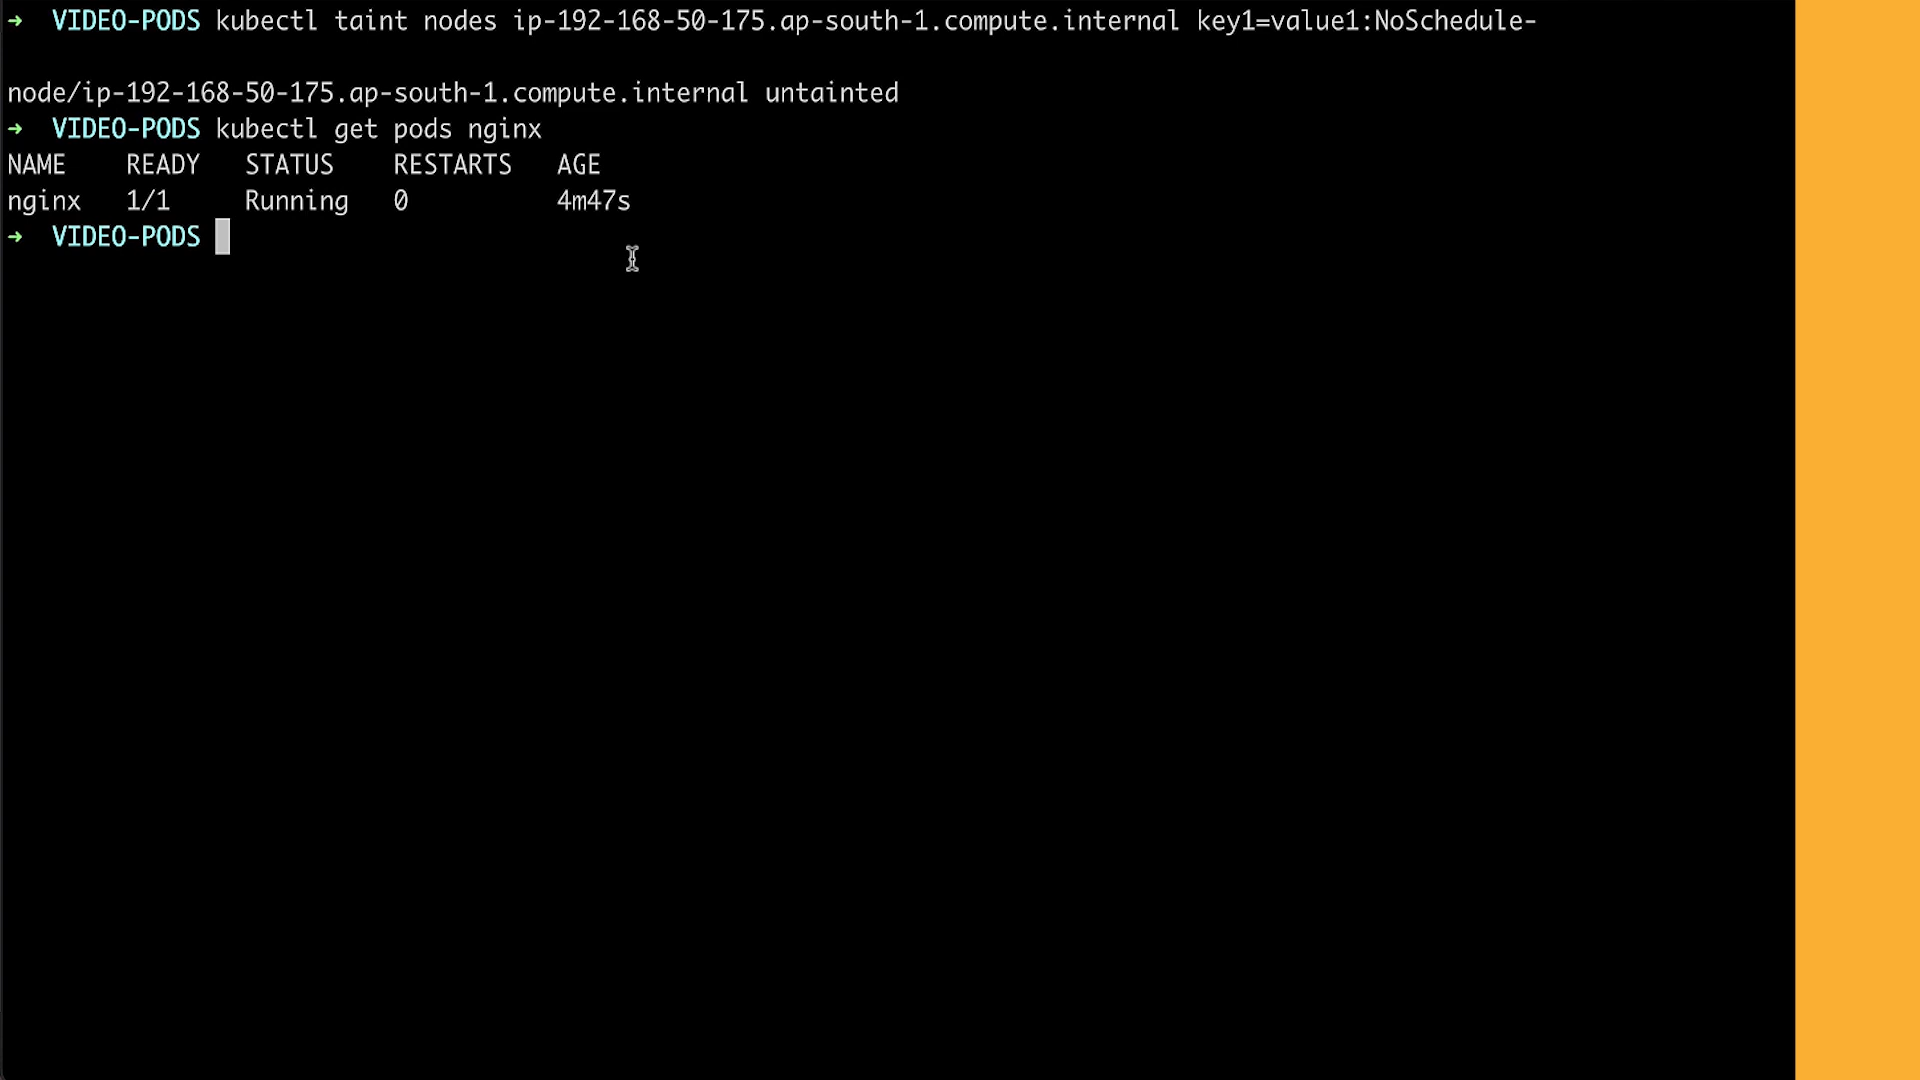 ➜ VIDEO-PODS kubectl taint nodes ip-192-168-50-175.ap-south-1.compute.internal key1=value1:NoSchedule-
node/ip-192-168-50-175.ap-south-1.compute.internal untainted
➜ VIDEO-PODS kubectl get pods nginx
NAME READY STATUS RESTARTS AGE
nginx 1/1 Running 0 4m47s
➜ VIDEO-PODS